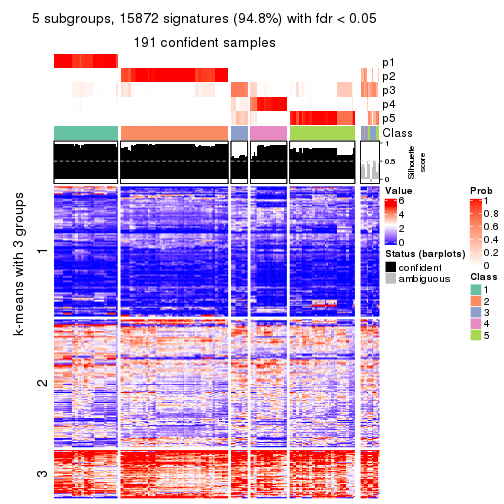 5 subgroups, 15872 signatures (94.8%) with fdr < 0.05
191 confident samples
p1
p2
p3
p4
p5
Class
1
0.5
0
Silhouette
score
k-means with 3 groups
1
2
3
Value
6
4
2
0
Status (barplots)
confident
ambiguous
Prob
1
0.8
0.6
0.4
0.2
0
Class
1
2
3
4
5